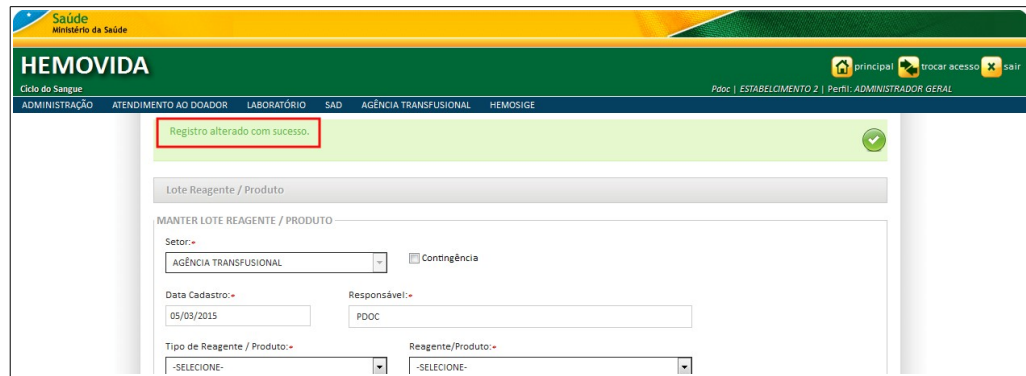 Saúde
Ministério da Saúde
HEMOVIDA
principal trocar acesso sair
Ciclo do Sangue
Pdoc | ESTABELCIMENTO 2 | Perfil: ADMINISTRADOR GERAL
ADMINISTRAÇÃO ATENDIMENTO AO DOADOR LABORATÓRIO SAD AGÊNCIA TRANSFUSIONAL HEMOSIGE
Registro alterado com sucesso.
Lote Reagente / Produto
MANTER LOTE REAGENTE / PRODUTO
Setor:*
AGÊNCIA TRANSFUSIONAL Contingência
Data Cadastro:* Responsável:*
05/03/2015 PDOC
Tipo de Reagente / Produto:* Reagente/Produto:*
-SELECIONE- -SELECIONE-